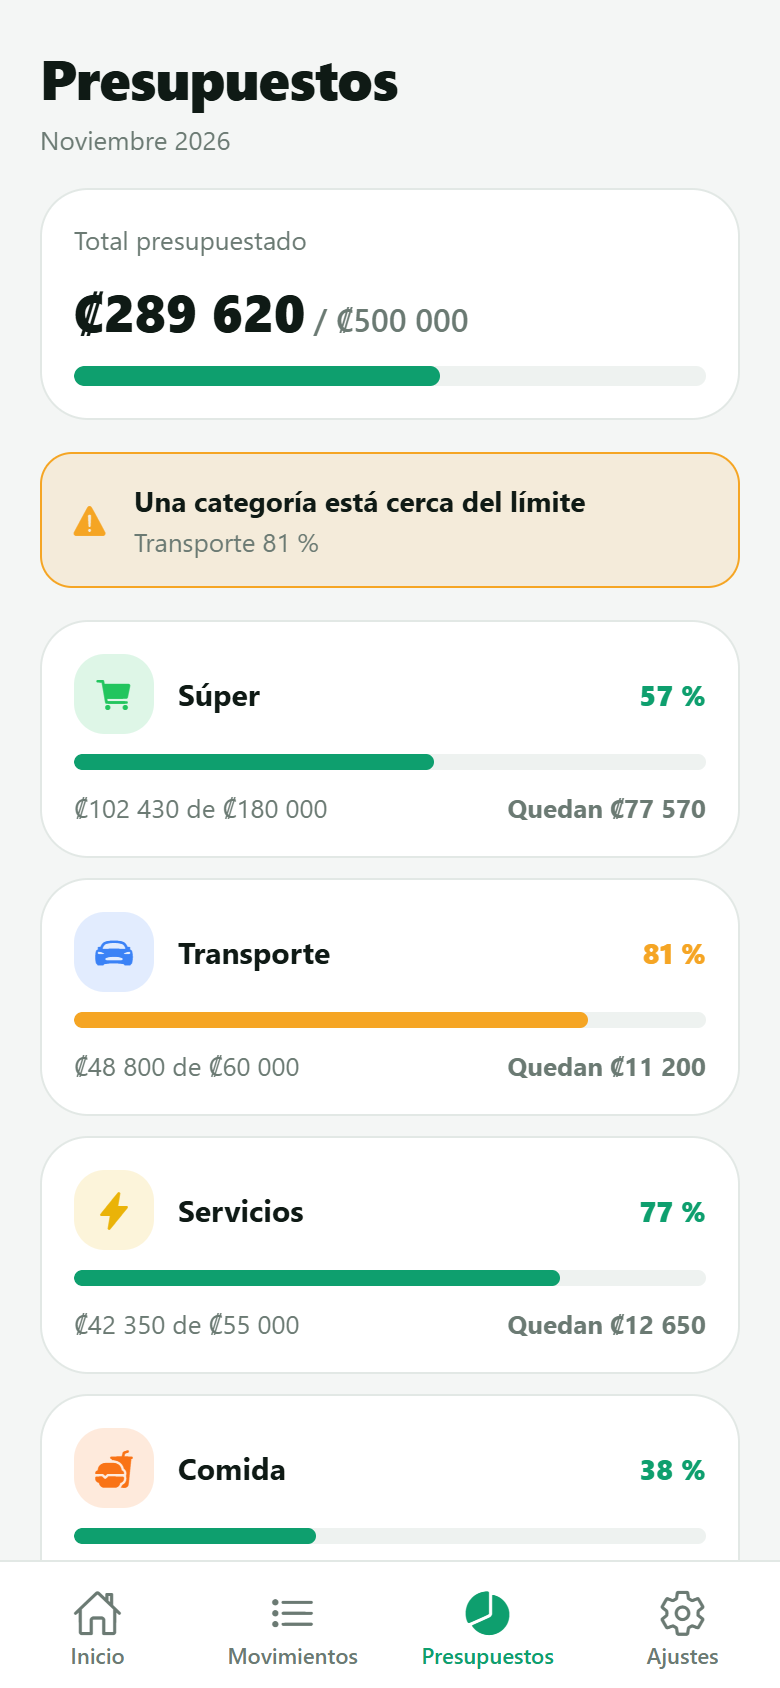 Presupuestos
Noviembre 2026
Total presupuestado
₡289 620 / ₡500 000
Una categoría está cerca del límite
Transporte 81 %
Súper 57 %
₡102 430 de ₡180 000 Quedan ₡77 570
Transporte 81 %
₡48 800 de ₡60 000 Quedan ₡11 200
Servicios 77 %
₡42 350 de ₡55 000 Quedan ₡12 650
Comida 38 %
Inicio Movimientos Presupuestos Ajustes